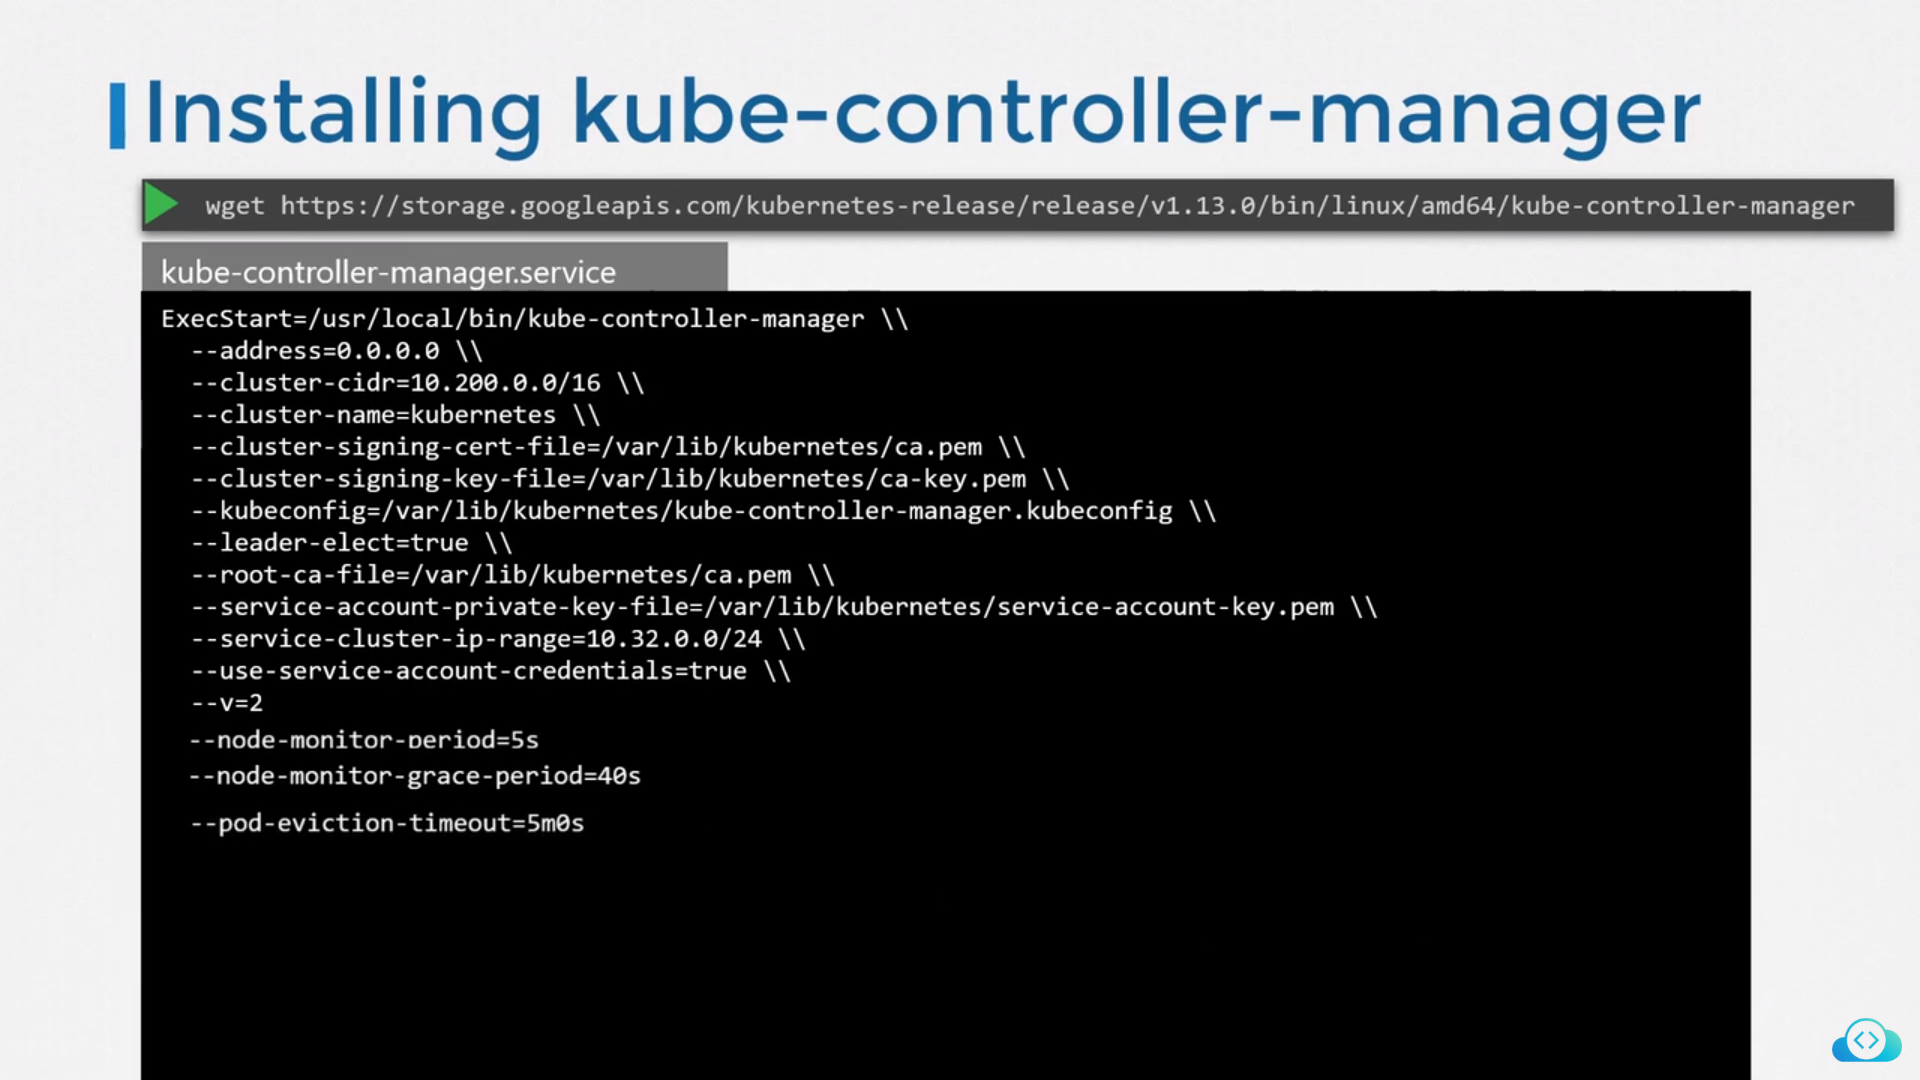 Installing kube-controller-manager
wget https://storage.googleapis.com/kubernetes-release/release/v1.13.0/bin/linux/amd64/kube-controller-manager
kube-controller-manager.service
ExecStart=/usr/local/bin/kube-controller-manager \\
--address=0.0.0.0 \\
--cluster-cidr=10.200.0.0/16 \\
--cluster-name=kubernetes \\
--cluster-signing-cert-file=/var/lib/kubernetes/ca.pem \\
--cluster-signing-key-file=/var/lib/kubernetes/ca-key.pem \\
--kubeconfig=/var/lib/kubernetes/kube-controller-manager.kubeconfig \\
--leader-elect=true \\
--root-ca-file=/var/lib/kubernetes/ca.pem \\
--service-account-private-key-file=/var/lib/kubernetes/service-account-key.pem \\
--service-cluster-ip-range=10.32.0.0/24 \\
--use-service-account-credentials=true \\
--v=2
--node-monitor-period=5s
--node-monitor-grace-period=40s
--pod-eviction-timeout=5m0s